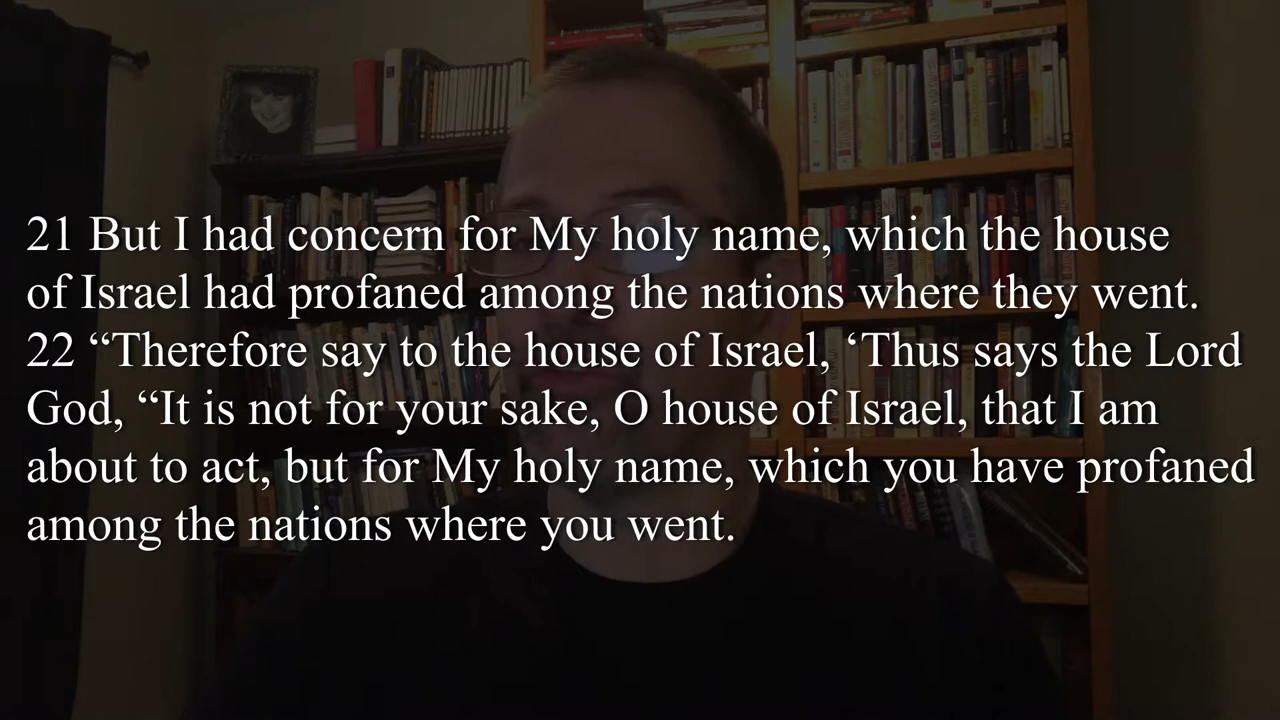 21 But I had concern for My holy name, which the house
of Israel had profaned among the nations where they went.
22 “Therefore say to the house of Israel, ‘Thus says the Lord
God, “It is not for your sake, O house of Israel, that I am
about to act, but for My holy name, which you have profaned
among the nations where you went.